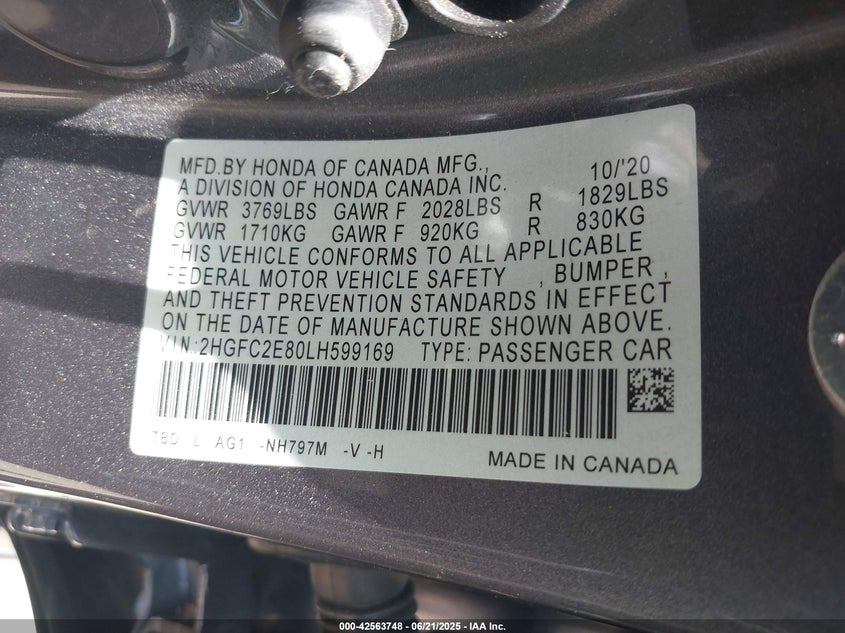 MFD.BY HONDA OF CANADA MFG., 10/'20
A DIVISION OF HONDA CANADA INC.
GVWR 3769LBS GAWR F 2028LBS R 1829LBS
GVWR 1710KG GAWR F 920KG R 830KG
THIS VEHICLE CONFORMS TO ALL APPLICABLE
FEDERAL MOTOR VEHICLE SAFETY , BUMPER ,
AND THEFT PREVENTION STANDARDS IN EFFECT
ON THE DATE OF MANUFACTURE SHOWN ABOVE.
V.I.N.:2HGFC2E80LH599169 TYPE: PASSENGER CAR
TBD L AG1 -NH797M -V -H
MADE IN CANADA
000-42563748 - 06/21/2025 - IAA Inc.